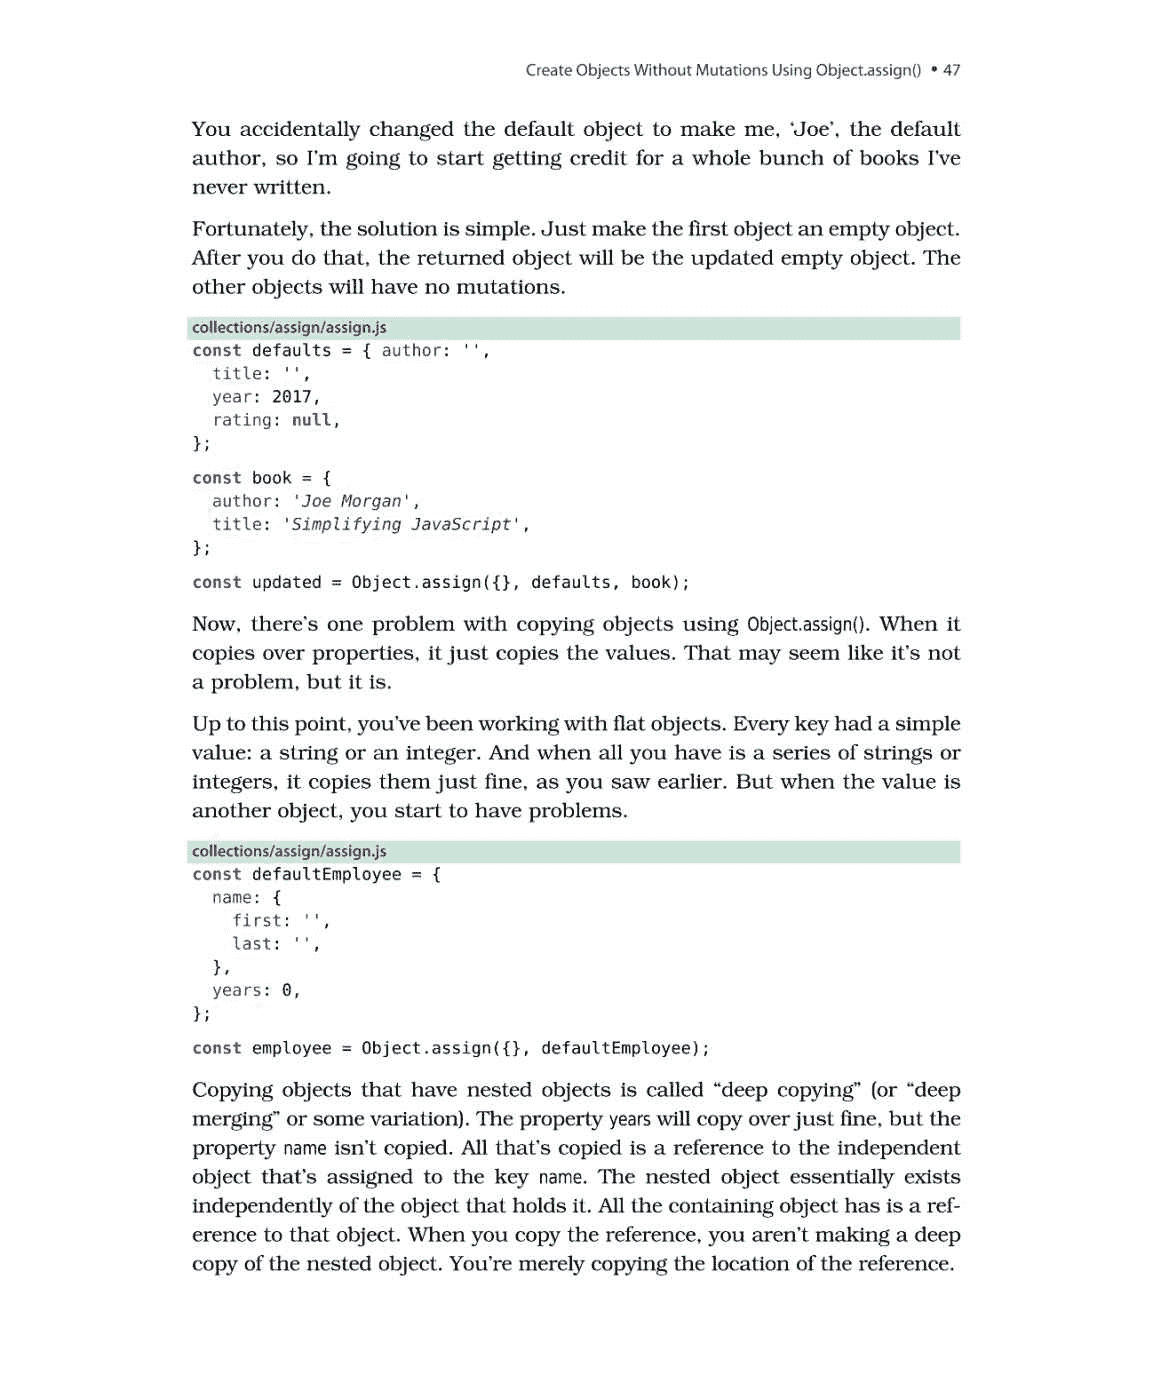 Create Objects Without Mutations Using Object.assign() • 47
You accidentally changed the default object to make me, ‘Joe’, the default
author, so I’m going to start getting credit for a whole bunch of books I’ve
never written.
Fortunately, the solution is simple. Just make the first object an empty object.
After you do that, the returned object will be the updated empty object. The
other objects will have no mutations.
collections/assign/assign.js
const defaults = { author: '',
  title: '',
  year: 2017,
  rating: null,
};
const book = {
  author: 'Joe Morgan',
  title: 'Simplifying JavaScript',
};
const updated = Object.assign({}, defaults, book);
Now, there’s one problem with copying objects using Object.assign(). When it
copies over properties, it just copies the values. That may seem like it’s not
a problem, but it is.
Up to this point, you’ve been working with flat objects. Every key had a simple
value: a string or an integer. And when all you have is a series of strings or
integers, it copies them just fine, as you saw earlier. But when the value is
another object, you start to have problems.
collections/assign/assign.js
const defaultEmployee = {
  name: {
    first: '',
    last: '',
  },
  years: 0,
};
const employee = Object.assign({}, defaultEmployee);
Copying objects that have nested objects is called “deep copying” (or “deep
merging” or some variation). The property years will copy over just fine, but the
property name isn’t copied. All that’s copied is a reference to the independent
object that’s assigned to the key name. The nested object essentially exists
independently of the object that holds it. All the containing object has is a ref-
erence to that object. When you copy the reference, you aren’t making a deep
copy of the nested object. You’re merely copying the location of the reference.